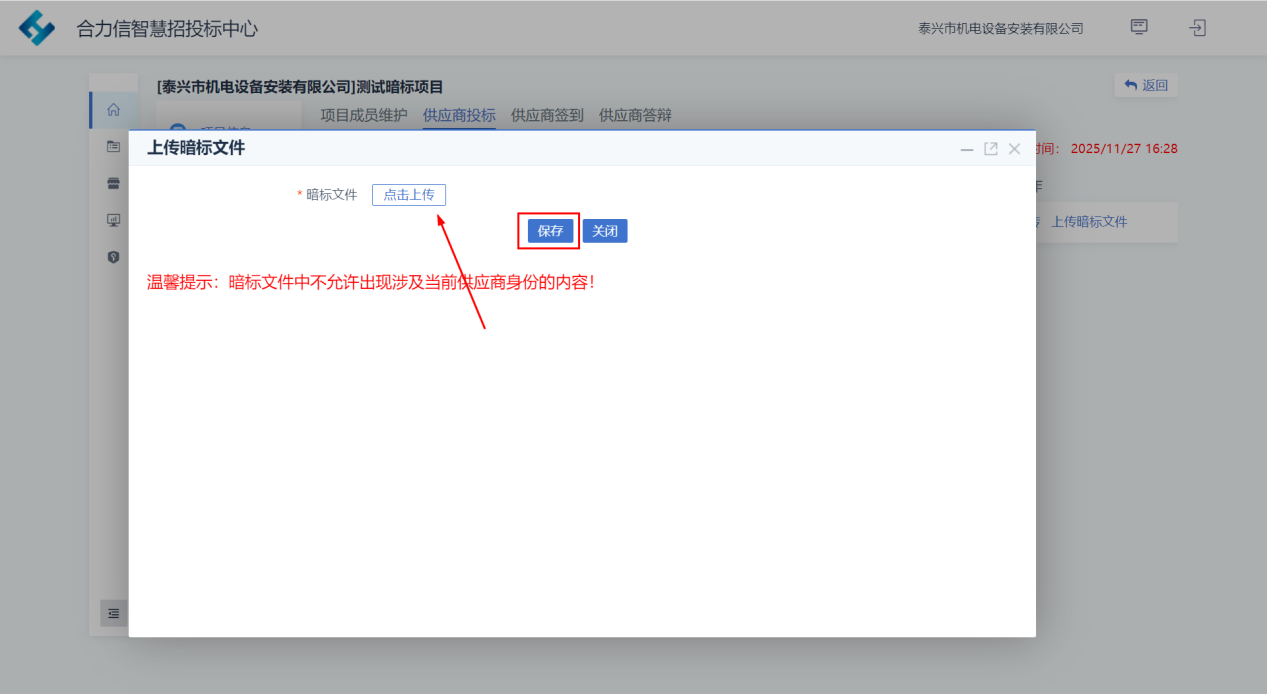 合力信智慧招投标中心
泰兴市机电设备安装有限公司
[泰兴市机电设备安装有限公司]测试暗标项目
返回
项目成员维护 供应商投标 供应商签到 供应商答辩
上传暗标文件
时间： 2025/11/27 16:28
* 暗标文件 点击上传
上传暗标文件
保存 关闭
温馨提示：暗标文件中不允许出现涉及当前供应商身份的内容！